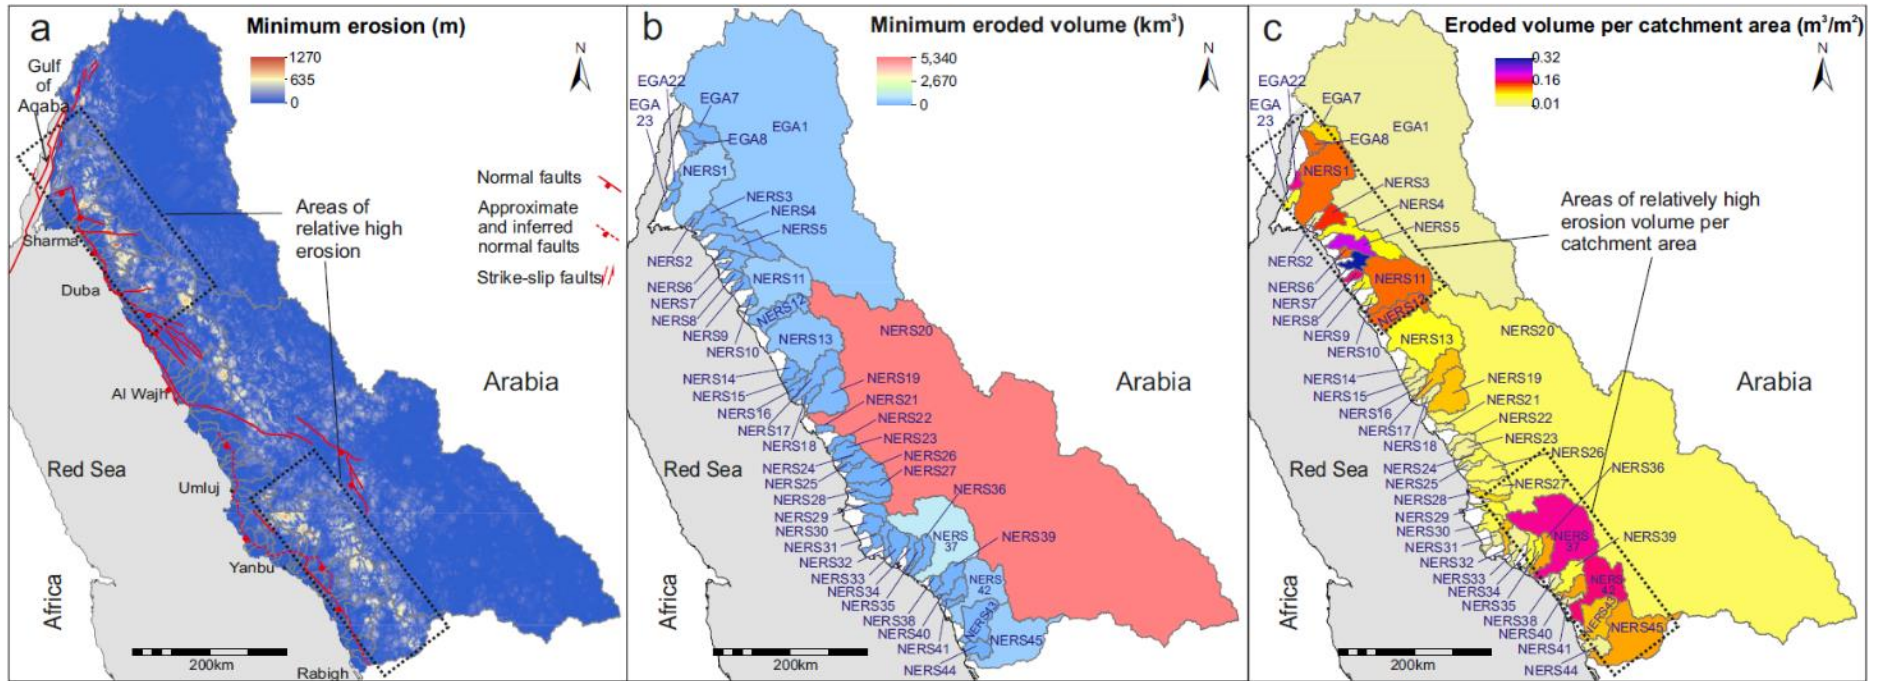 a
Minimum erosion (m)
1270
635
0
N
Gulf
of
Aqaba
Sharma
Duba
Al Wajh
Umluj
Yanbu
Rabigh
Red Sea
Africa
Arabia
Areas of
relative high
erosion
Normal faults
Approximate
and inferred
normal faults
Strike-slip faults
200km
b
Minimum eroded volume (km³)
5,340
2,670
0
N
EGA22
EGA
23
EGA7
EGA8
EGA1
NERS1
NERS3
NERS4
NERS5
NERS2
NERS6
NERS7
NERS8
NERS9
NERS10
NERS11
NERS12
NERS13
NERS20
NERS14
NERS15
NERS16
NERS17
NERS18
NERS19
NERS21
NERS22
NERS23
NERS26
NERS27
NERS24
NERS25
NERS28
NERS29
NERS30
NERS31
NERS32
NERS33
NERS34
NERS35
NERS38
NERS40
NERS41
NERS44
NERS36
NERS
37
NERS39
NERS
42
NERS43
NERS45
Red Sea
Africa
Arabia
200km
c
Eroded volume per catchment area (m³/m²)
0.32
0.16
0.01
N
EGA22
EGA
23
EGA7
EGA8
EGA1
NERS1
NERS3
NERS4
NERS5
NERS2
NERS6
NERS7
NERS8
NERS9
NERS10
NERS11
NERS12
NERS13
NERS20
NERS14
NERS15
NERS16
NERS17
NERS18
NERS19
NERS21
NERS22
NERS23
NERS26
NERS27
NERS24
NERS25
NERS28
NERS29
NERS30
NERS31
NERS32
NERS33
NERS34
NERS35
NERS38
NERS40
NERS41
NERS44
NERS36
NERS
37
NERS39
NERS
42
NERS43
NERS45
Areas of relatively high
erosion volume per
catchment area
Red Sea
Africa
Arabia
200km